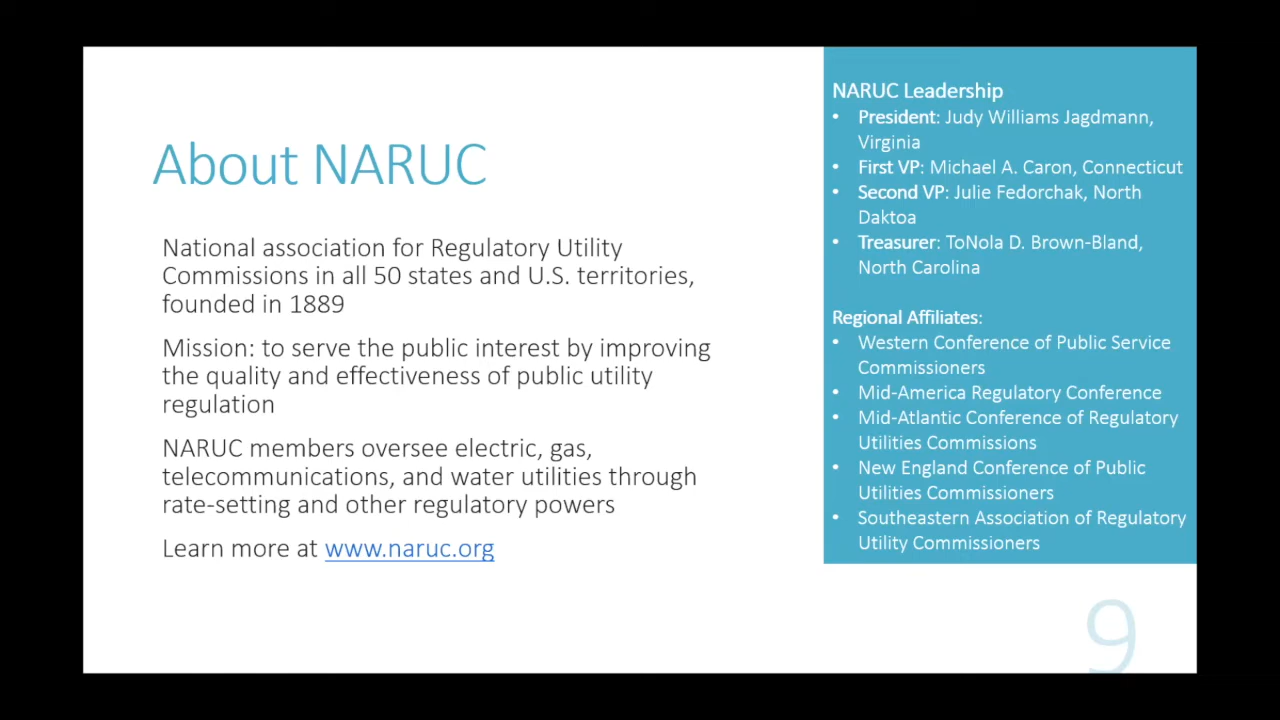 About NARUC
National association for Regulatory Utility
Commissions in all 50 states and U.S. territories,
founded in 1889
Mission: to serve the public interest by improving
the quality and effectiveness of public utility
regulation
NARUC members oversee electric, gas,
telecommunications, and water utilities through
rate-setting and other regulatory powers
Learn more at www.naruc.org
NARUC Leadership
• President: Judy Williams Jagdmann,
Virginia
• First VP: Michael A. Caron, Connecticut
• Second VP: Julie Fedorchak, North
Daktoa
• Treasurer: ToNola D. Brown-Bland,
North Carolina
Regional Affiliates:
• Western Conference of Public Service
Commissioners
• Mid-America Regulatory Conference
• Mid-Atlantic Conference of Regulatory
Utilities Commissions
• New England Conference of Public
Utilities Commissioners
• Southeastern Association of Regulatory
Utility Commissioners
9